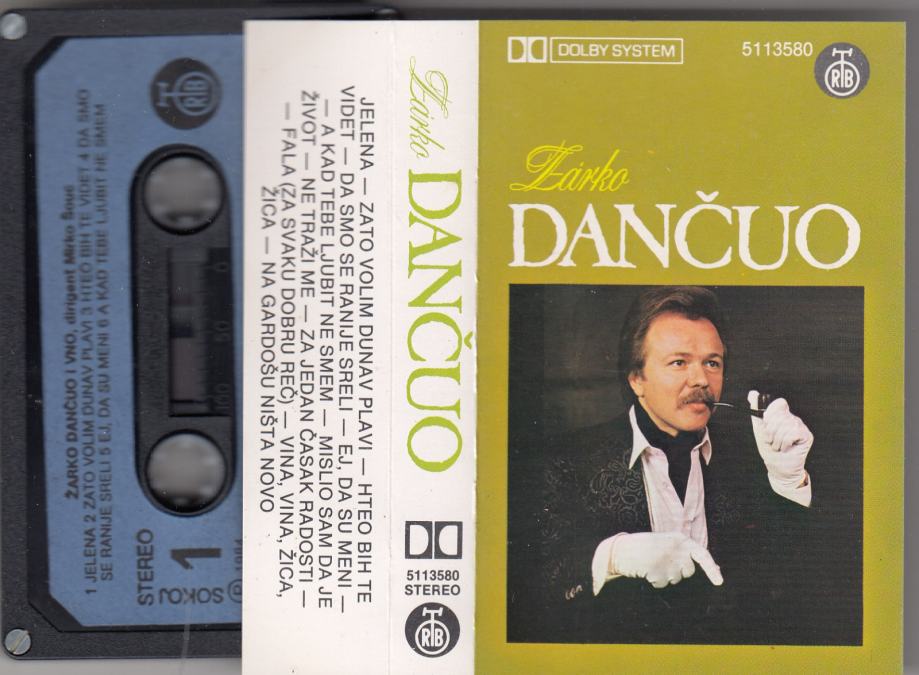 RTB
ŽARKO DANČUO I VNO, dirigent Mirko Šouc
1 JELENA 2 ZATO VOLIM DUNAV PLAVI 3 HTEO BIH TE VIDET 4 DA SMO
SE RANIJE SRELI 5 EJ, DA SU MENI 6 A KAD TEBE LJUBIT NE SMEM
STEREO
1
SOKOJ
℗ 1981
0
50
100
JELENA — ZATO VOLIM DUNAV PLAVI — HTEO BIH TE
VIDET — DA SMO SE RANIJE SRELI — EJ, DA SU MENI —
— A KAD TEBE LJUBIT NE SMEM — MISLIO SAM DA JE
ŽIVOT — NE TRAŽI ME — ZA JEDAN ČASAK RADOSTI —
— FALA (ZA SVAKU DOBRU REČ) — VINA, VINA, ŽICA,
ŽICA — NA GARDOŠU NIŠTA NOVO
Žarko
DANČUO
5113580
STEREO
RTB
DOLBY SYSTEM
5113580
RTB
Žarko
DANČUO